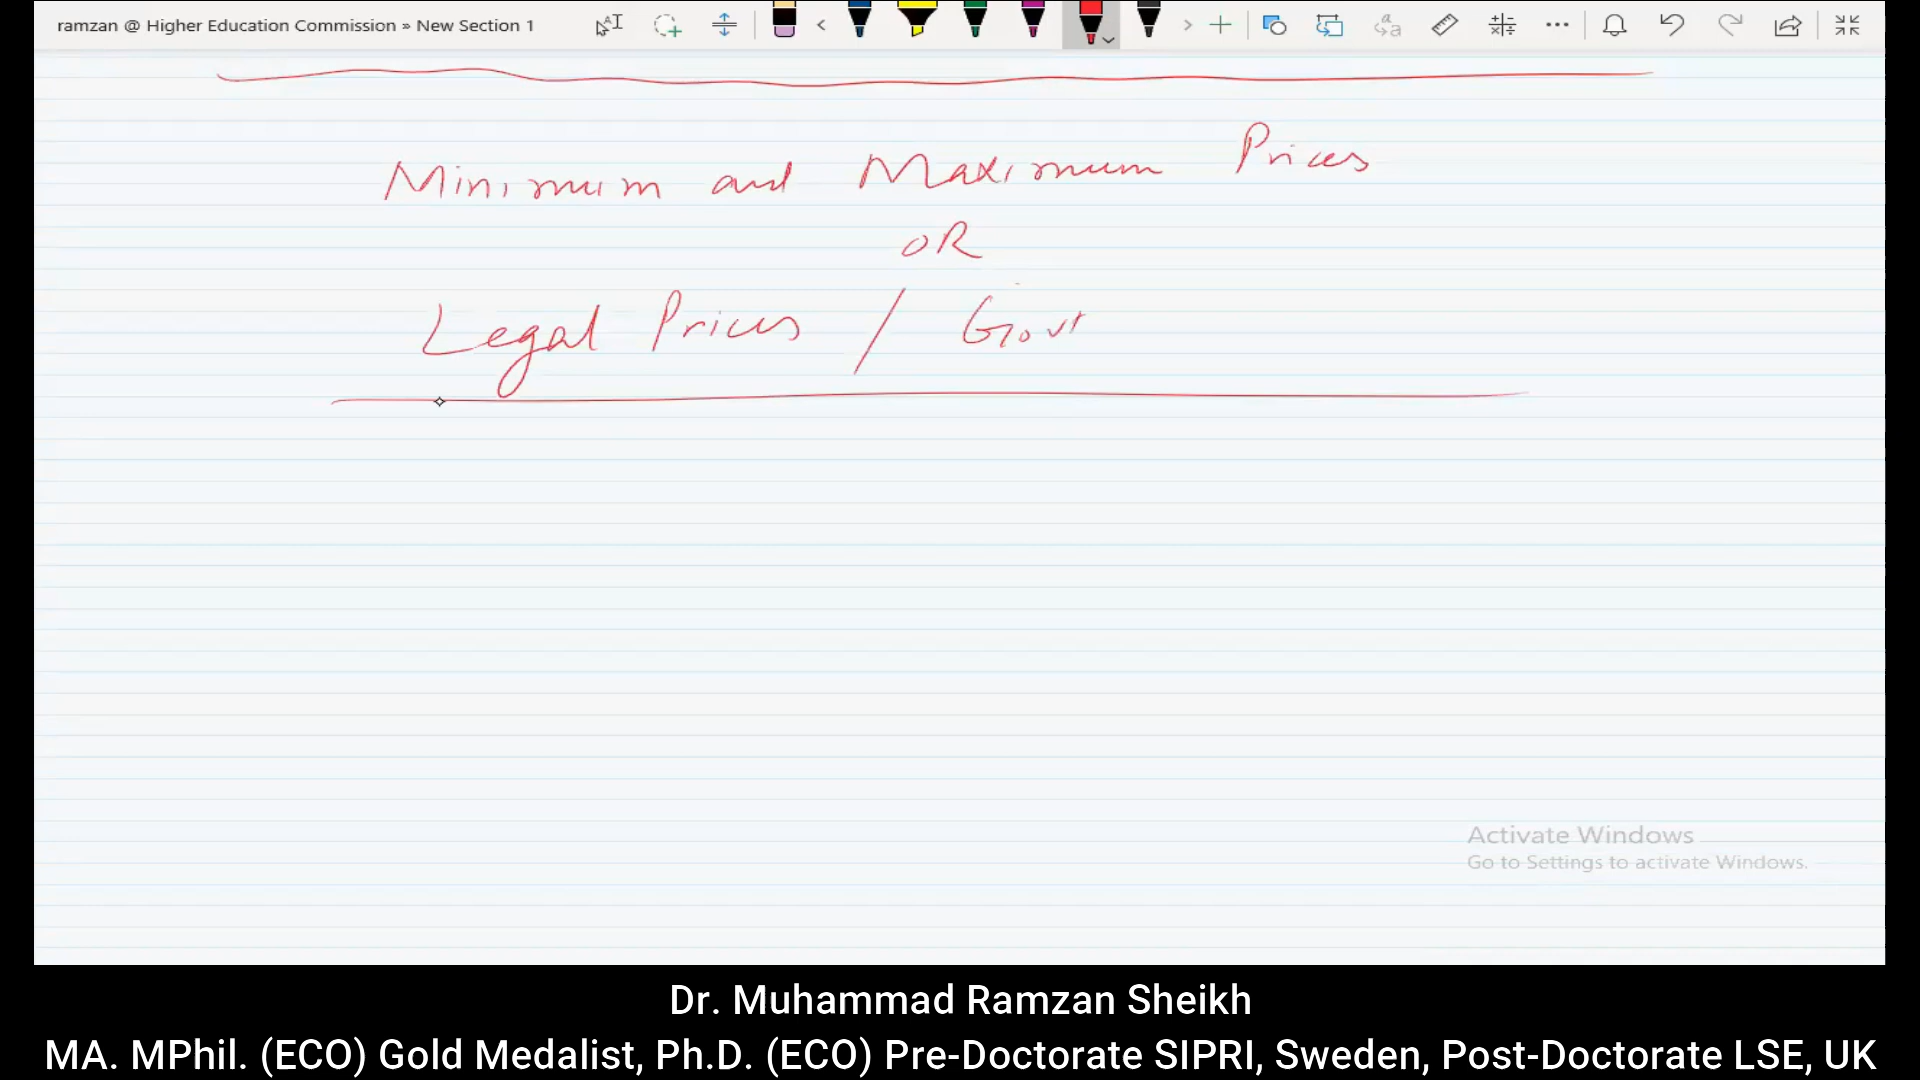 ramzan @ Higher Education Commission » New Section 1
Minimum and Maximum Prices
OR
Legal Prices / Govt
Activate Windows
Go to Settings to activate Windows.
Dr. Muhammad Ramzan Sheikh
MA. MPhil. (ECO) Gold Medalist, Ph.D. (ECO) Pre-Doctorate SIPRI, Sweden, Post-Doctorate LSE, UK